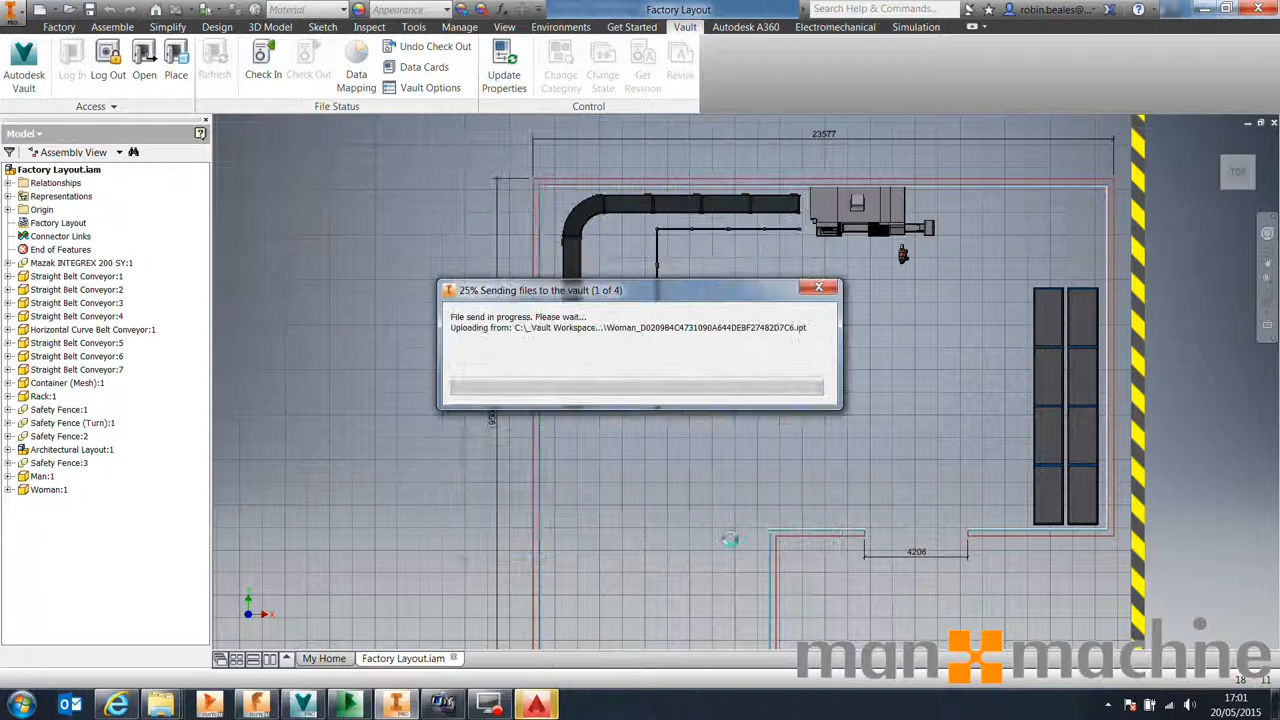 Material
Appearance
Factory Layout
Search Help & Commands...
robin.beales@...
PRO
Factory
Assemble
Simplify
Design
3D Model
Sketch
Inspect
Tools
Manage
View
Environments
Get Started
Vault
Autodesk A360
Electromechanical
Simulation
Autodesk Vault
Log In
Log Out
Open
Place
Refresh
Check In
Check Out
Data Mapping
Undo Check Out
Data Cards
Vault Options
Update Properties
Change Category
Change State
Get Revision
Revise
Access
File Status
Control
Model
Assembly View
Factory Layout.iam
Relationships
Representations
Origin
Factory Layout
Connector Links
End of Features
Mazak INTEGREX 200 SY:1
Straight Belt Conveyor:1
Straight Belt Conveyor:2
Straight Belt Conveyor:3
Straight Belt Conveyor:4
Horizontal Curve Belt Conveyor:1
Straight Belt Conveyor:5
Straight Belt Conveyor:6
Straight Belt Conveyor:7
Container (Mesh):1
Rack:1
Safety Fence:1
Safety Fence (Turn):1
Safety Fence:2
Architectural Layout:1
Safety Fence:3
Man:1
Woman:1
23577
TOP
25% Sending files to the vault (1 of 4)
File send in progress. Please wait...
Uploading from: C:\_Vault Workspace...\Woman_D0209B4C4731090A644DEBF27482D7C6.ipt
4206
X
My Home
Factory Layout.iam
man machine
18 11
17:01
20/05/2015